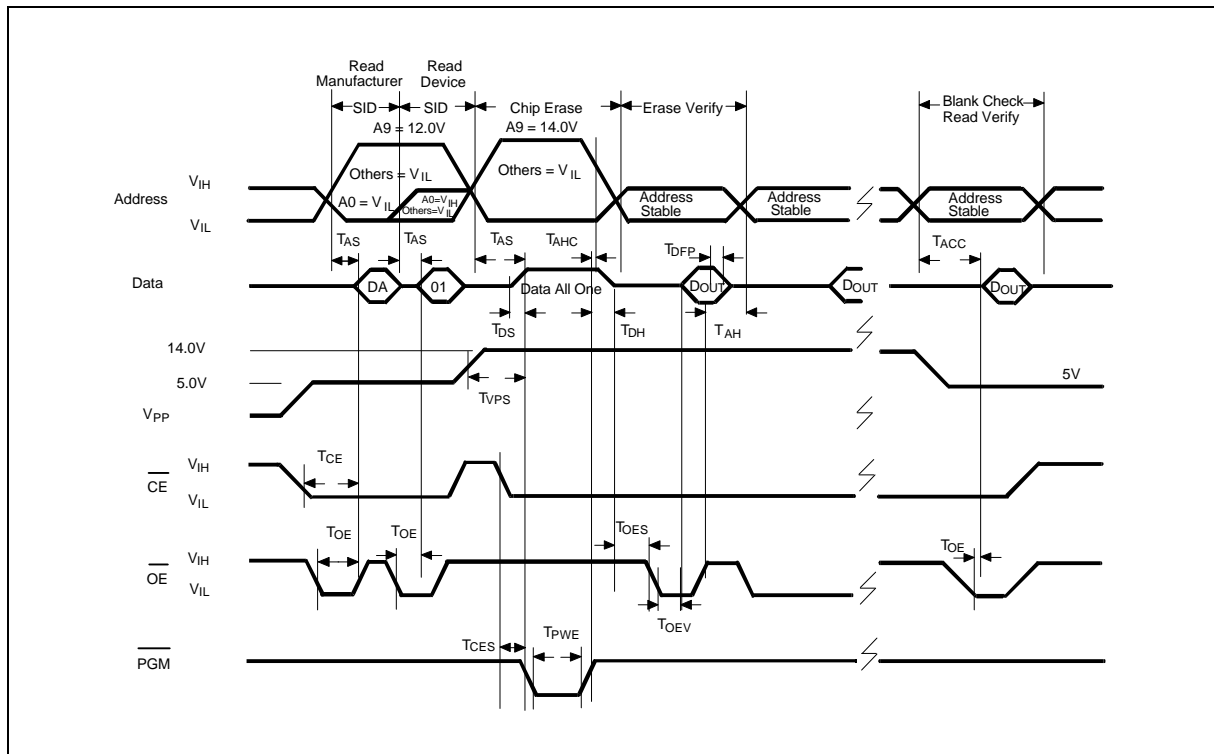 Read Manufacturer SID
Read Device SID
Chip Erase
Erase Verify
Blank Check Read Verify
A9 = 12.0V
A9 = 14.0V
Others = VIL
Others = VIL
Address
VIH
VIL
A0 = VIL
A0=VIH
Others=VIL
Address Stable
Address Stable
Address Stable
TAS
TAS
TAS
TAHC
TDFP
TACC
Data
DA
01
Data All One
DOUT
DOUT
DOUT
TDS
TDH
TAH
14.0V
5.0V
VPP
TVPS
5V
CE
VIH
VIL
TCE
OE
VIH
VIL
TOE
TOE
TOES
TOE
TOEV
PGM
TCES
TPWE